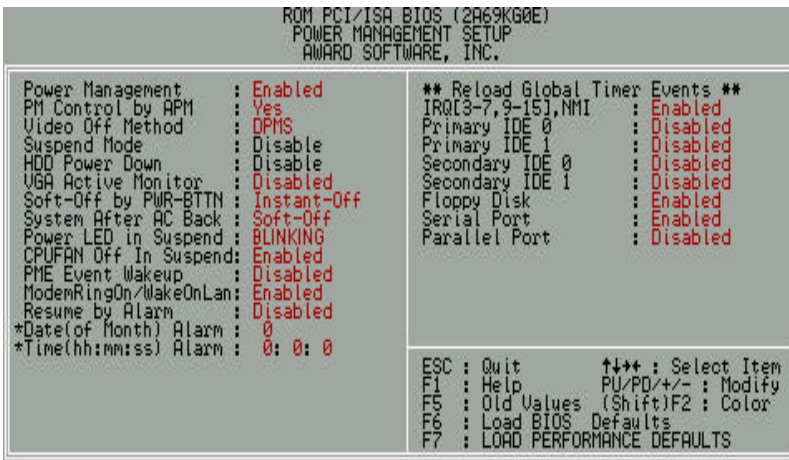 ROM PCI/ISA BIOS (2A69KG0E)
POWER MANAGEMENT SETUP
AWARD SOFTWARE, INC.
Power Management : Enabled
PM Control by APM : Yes
Video Off Method : DPMS
Suspend Mode : Disable
HDD Power Down : Disable
VGA Active Monitor : Disabled
Soft-Off by PWR-BTTN : Instant-Off
System After AC Back : Soft-Off
Power LED in Suspend : BLINKING
CPUFAN Off In Suspend: Enabled
PME Event Wakeup : Disabled
ModemRingOn/WakeOnLan: Enabled
Resume by Alarm : Disabled
*Date(of Month) Alarm : 0
*Time(hh:mm:ss) Alarm : 0: 0: 0
** Reload Global Timer Events **
IRQ[3-7,9-15],NMI : Enabled
Primary IDE 0 : Disabled
Primary IDE 1 : Disabled
Secondary IDE 0 : Disabled
Secondary IDE 1 : Disabled
Floppy Disk : Enabled
Serial Port : Enabled
Parallel Port : Disabled
ESC : Quit ↑↓→← : Select Item
F1 : Help PU/PD/+/- : Modify
F5 : Old Values (Shift)F2 : Color
F6 : Load BIOS Defaults
F7 : LOAD PERFORMANCE DEFAULTS